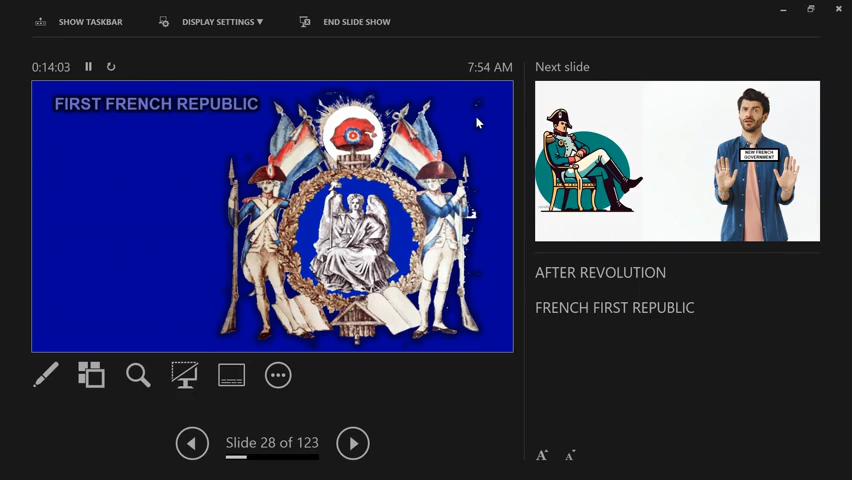 SHOW TASKBAR
DISPLAY SETTINGS ▼
END SLIDE SHOW
0:14:03
7:54 AM
Next slide
FIRST FRENCH REPUBLIC
NEW FRENCH
GOVERNMENT
AFTER REVOLUTION
FRENCH FIRST REPUBLIC
Slide 28 of 123
A
A